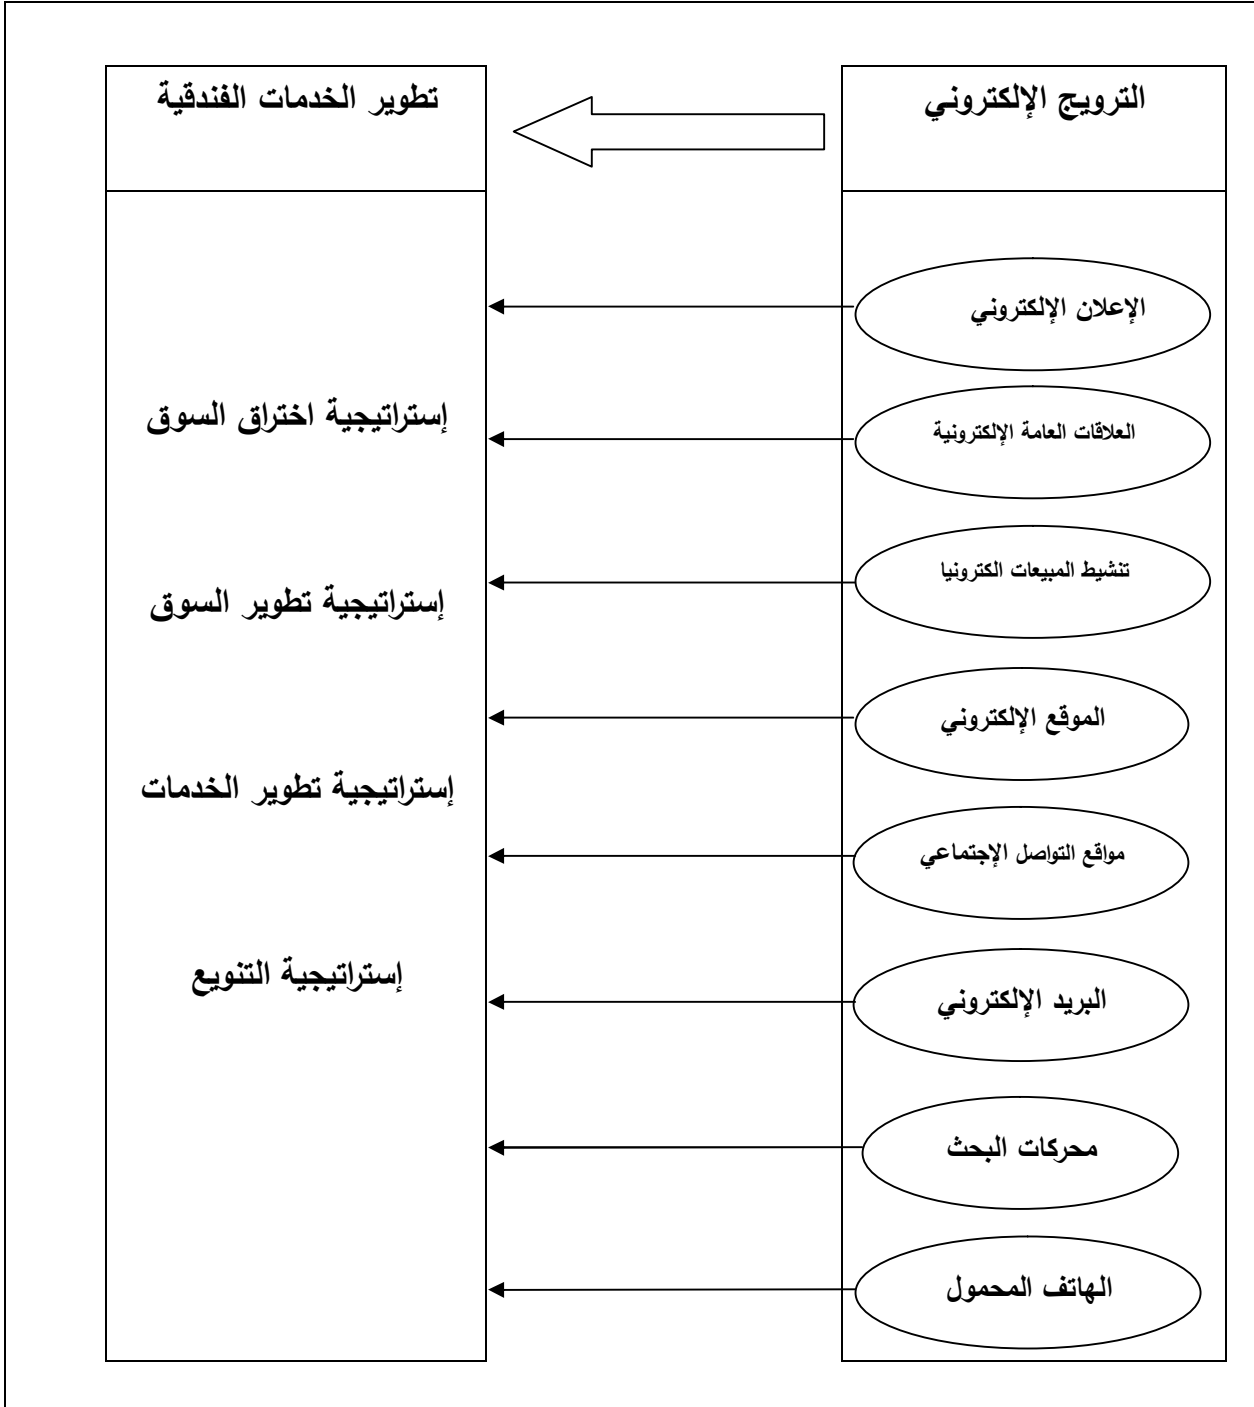 الترويج الإلكتروني
الإعلان الإلكتروني
العلاقات العامة الإلكترونية
تنشيط المبيعات الكترونيا
الموقع الإلكتروني
مواقع التواصل الإجتماعي
البريد الإلكتروني
محركات البحث
الهاتف المحمول
تطوير الخدمات الفندقية
إستراتيجية اختراق السوق
إستراتيجية تطوير السوق
إستراتيجية تطوير الخدمات
إستراتيجية التنويع